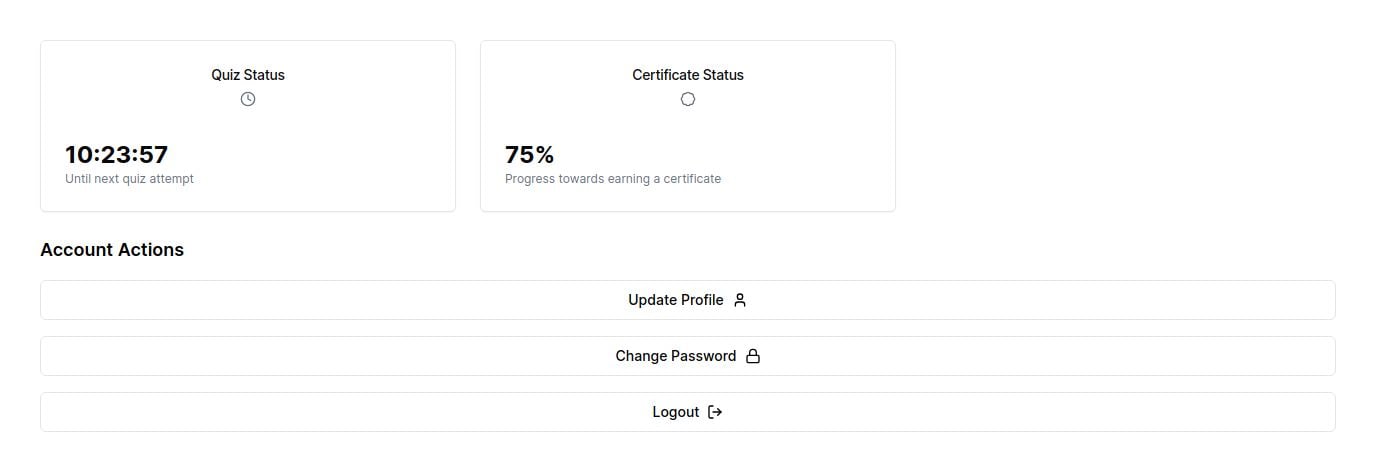 Quiz Status
10:23:57
Until next quiz attempt
Certificate Status
75%
Progress towards earning a certificate
Account Actions
Update Profile
Change Password
Logout